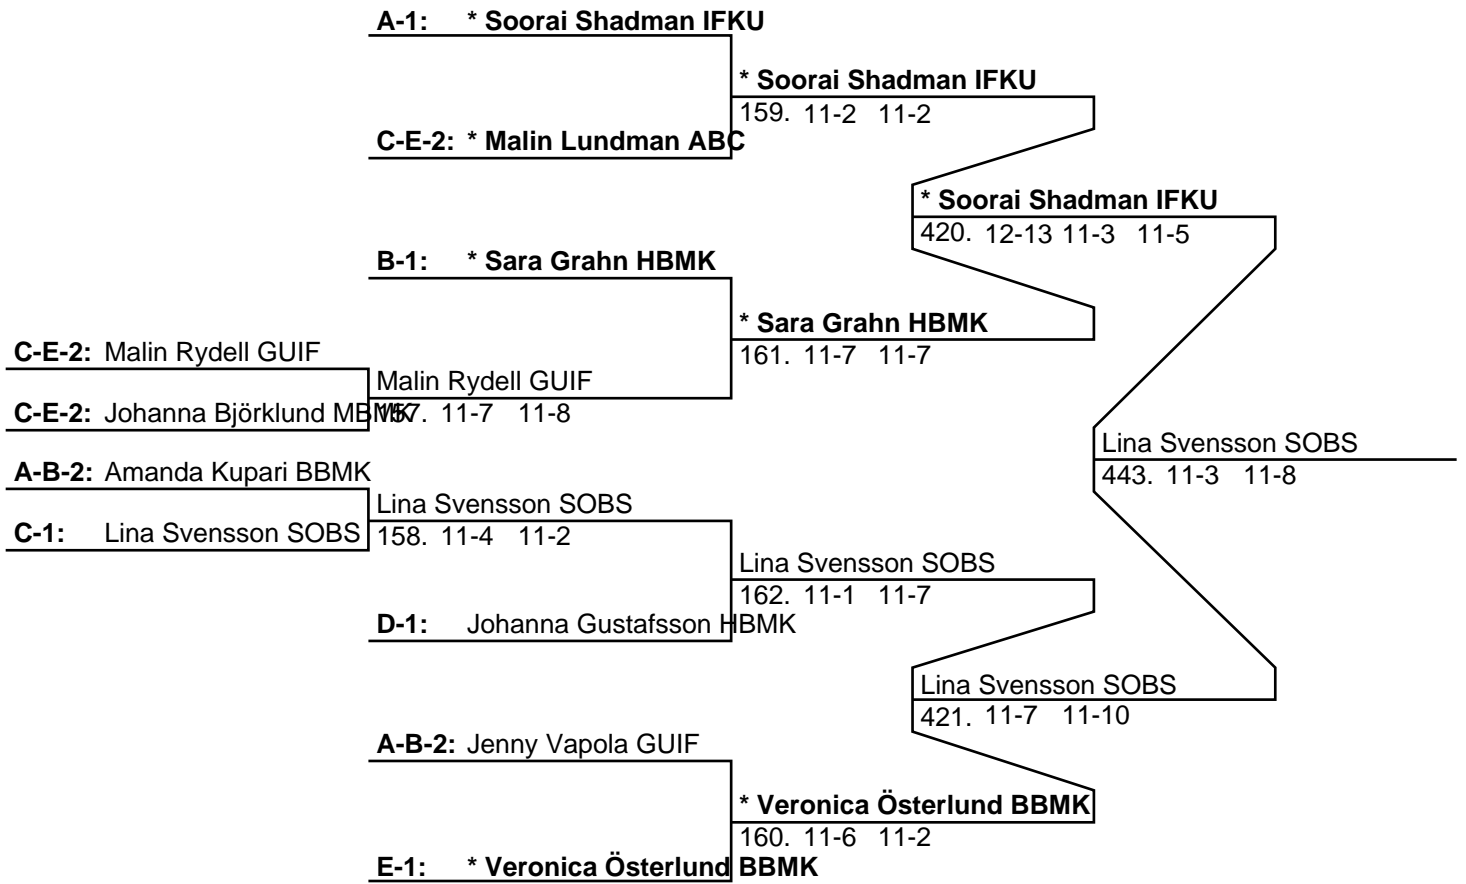 A-1: * Soorai Shadman IFKU
* Soorai Shadman IFKU
159. 11-2 11-2
C-E-2: * Malin Lundman ABC
* Soorai Shadman IFKU
420. 12-13 11-3 11-5
B-1: * Sara Grahn HBMK
* Sara Grahn HBMK
161. 11-7 11-7
C-E-2: Malin Rydell GUIF
Malin Rydell GUIF
C-E-2: Johanna Björklund MBMK
157. 11-7 11-8
Lina Svensson SOBS
443. 11-3 11-8
A-B-2: Amanda Kupari BBMK
Lina Svensson SOBS
C-1: Lina Svensson SOBS
158. 11-4 11-2
Lina Svensson SOBS
162. 11-1 11-7
D-1: Johanna Gustafsson HBMK
Lina Svensson SOBS
421. 11-7 11-10
A-B-2: Jenny Vapola GUIF
* Veronica Österlund BBMK
160. 11-6 11-2
E-1: * Veronica Österlund BBMK